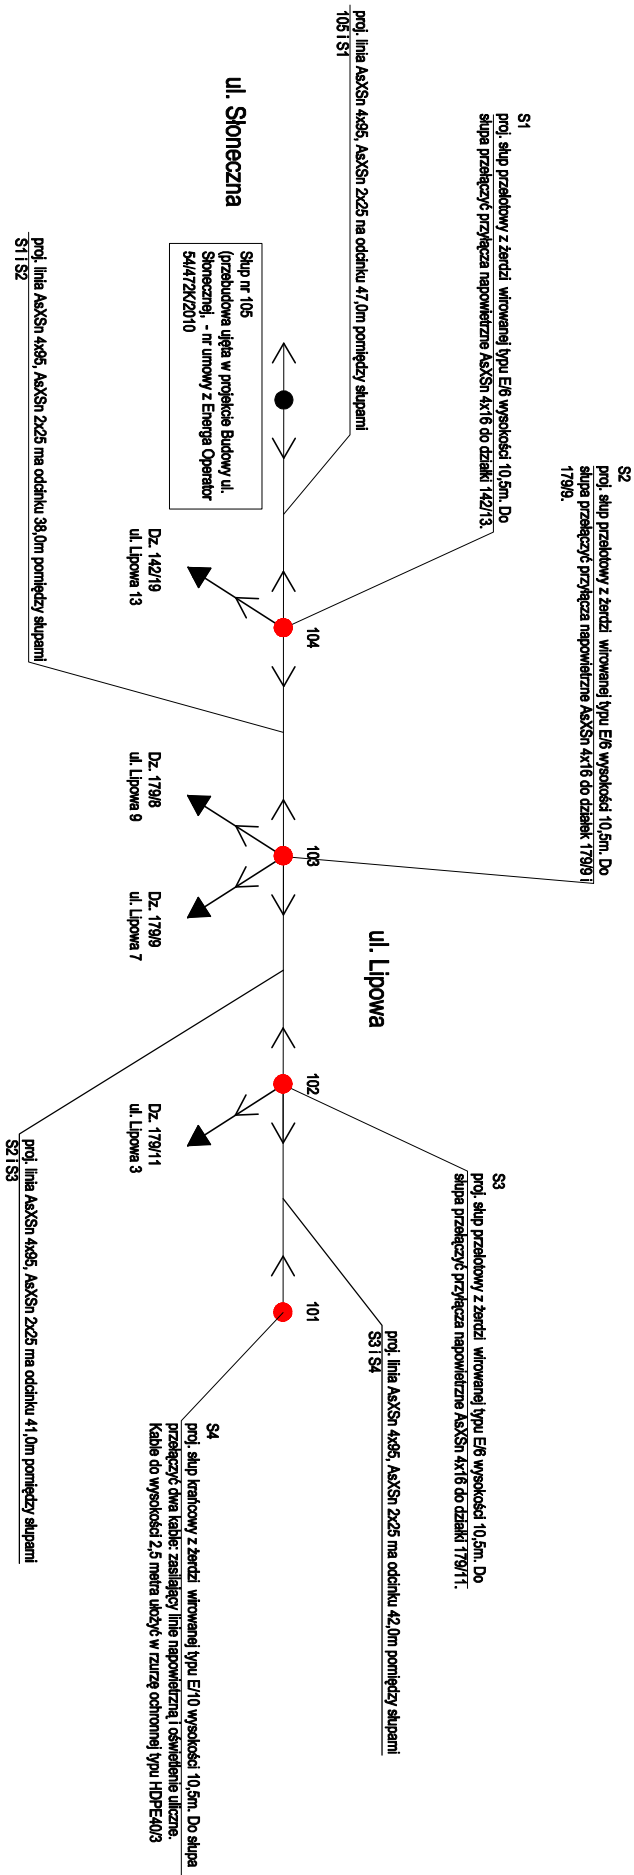 S2
proj. słup przelotowy z żerdzi wirowanej typu E/6 wysokości 10,5m. Do
słupa przełączyć przyłącza napowietrzne AsXSn 4x16 do działek 179/9 i
179/9.
S1
proj. słup przelotowy z żerdzi wirowanej typu E/6 wysokości 10,5m. Do
słupa przełączyć przyłącza napowietrzne AsXSn 4x16 do działki 142/13.
S3
proj. słup przelotowy z żerdzi wirowanej typu E/6 wysokości 10,5m. Do
słupa przełączyć przyłącza napowietrzne AsXSn 4x16 do działki 179/11.
proj. linia AsXSn 4x95, AsXSn 2x25 na odcinku 47,0m pomiędzy słupami
105 i S1
ul. Lipowa
proj. linia AsXSn 4x95, AsXSn 2x25 ma odcinku 42,0m pomiędzy słupami
S3 i S4
ul. Słoneczna
104
103
102
101
Słup nr 105
(przebudowa ujęta w projekcie Budowy ul.
Słonecznej, - nr umowy z Energa Operator
54/472K/2010
S4
proj. słup krańcowy z żerdzi wirowanej typu E/10 wysokości 10,5m. Do słupa
przełączyć dwa kable: zasilający linie napowietrzną i oświetlenie uliczne.
Kable do wysokości 2,5 metra ułożyć w rzurzę ochronnej typu HDPE40/3
Dz. 142/19
ul. Lipowa 13
Dz. 179/8
ul. Lipowa 9
Dz. 179/9
ul. Lipowa 7
Dz. 179/11
ul. Lipowa 3
proj. linia AsXSn 4x95, AsXSn 2x25 ma odcinku 38,0m pomiędzy słupami
S1 i S2
proj. linia AsXSn 4x95, AsXSn 2x25 ma odcinku 41,0m pomiędzy słupami
S2 i S3